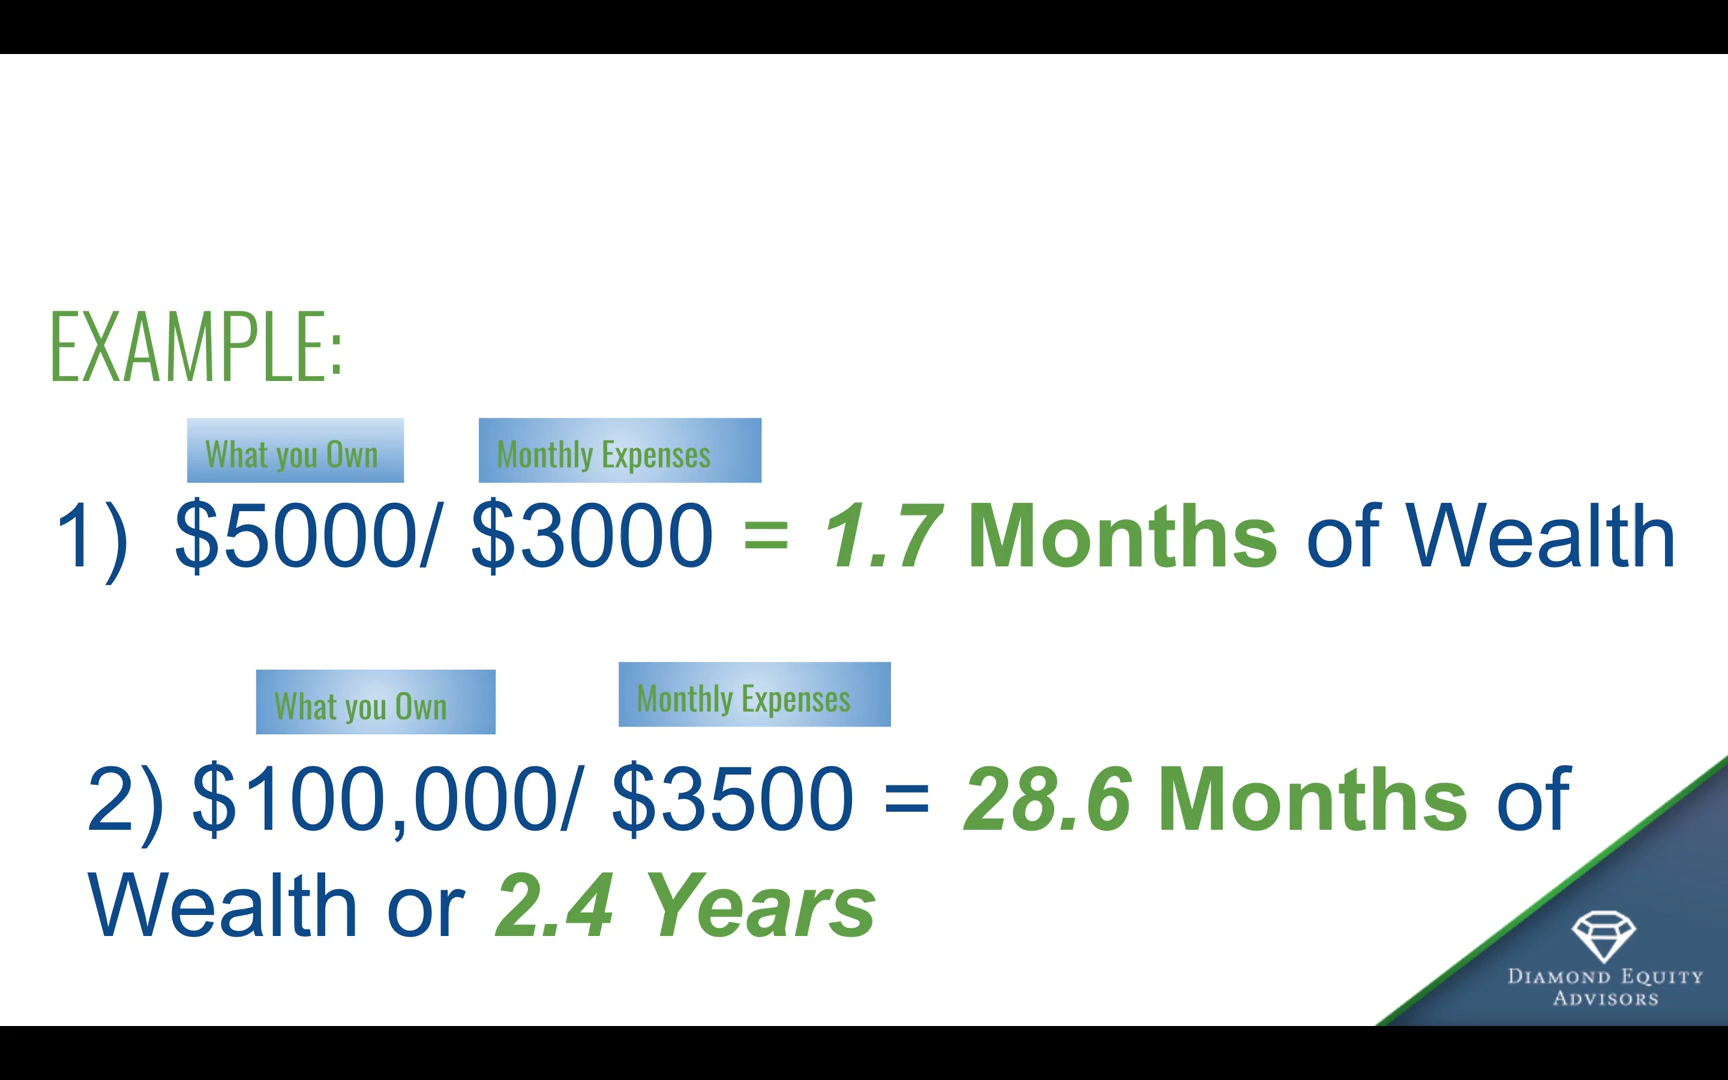 EXAMPLE:
What you Own
Monthly Expenses
1) $5000/ $3000 = 1.7 Months of Wealth
What you Own
Monthly Expenses
2) $100,000/ $3500 = 28.6 Months of
Wealth or 2.4 Years
DIAMOND EQUITY
ADVISORS